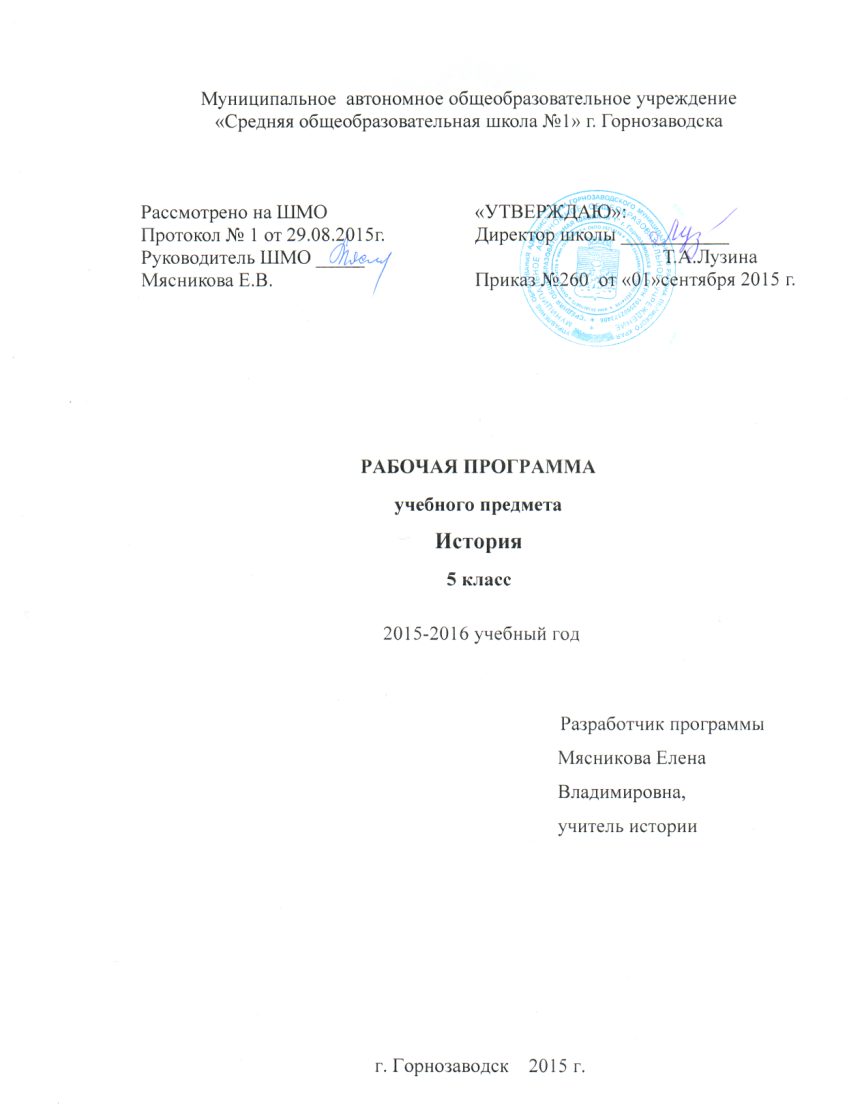 Муниципальное автономное общеобразовательное учреждение
«Средняя общеобразовательная школа №1» г. Горнозаводска
Рассмотрено на ШМО
Протокол № 1 от 29.08.2015г.
Руководитель ШМО _____
Мясникова Е.В.
«УТВЕРЖДАЮ»:
Директор школы ___________
Т.А.Лузина
Приказ №260 от «01»сентября 2015 г.
РАБОЧАЯ ПРОГРАММА
учебного предмета
История
5 класс
2015-2016 учебный год
Разработчик программы
Мясникова Елена
Владимировна,
учитель истории
г. Горнозаводск 2015 г.